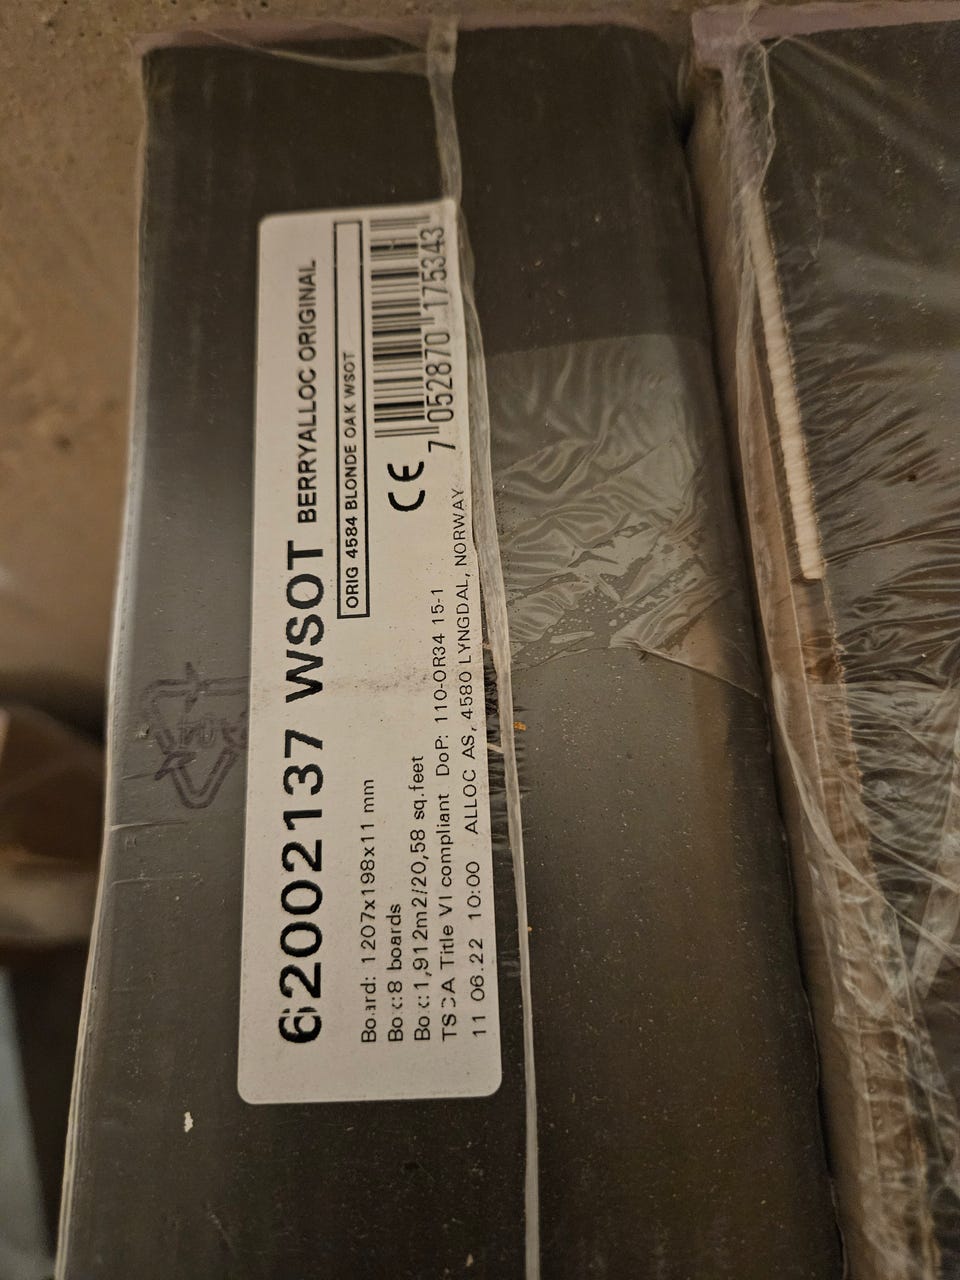 62002137 WSOT BERRYALLOC ORIGINAL
ORIG 4584 BLONDE OAK WSOT
Board: 1207x198x11 mm
Box:8 boards
Box:1,912m2/20,58 sq.feet
CE
7 052870 175343
TSCA Title VI compliant DoP: 110-OR34 15-1
11 06.22 10:00 ALLOC AS, 4580 LYNGDAL, NORWAY